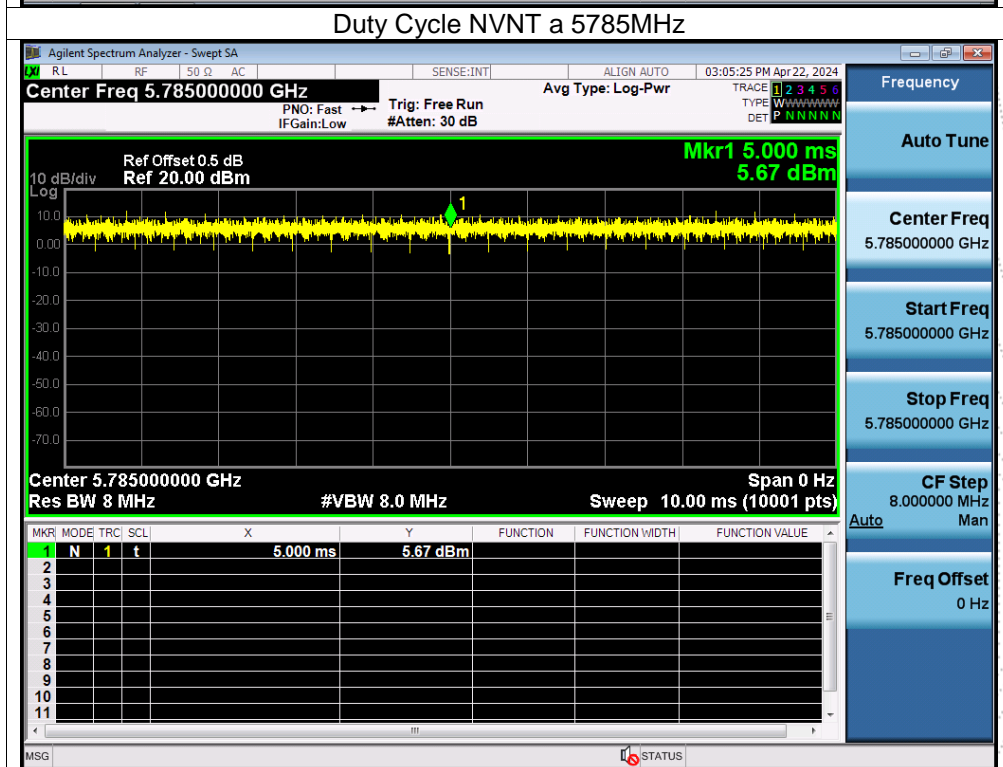 Duty Cycle NVNT a 5785MHz
Agilent Spectrum Analyzer - Swept SA
LXI RL RF 50 Ω AC SENSE:INT ALIGN AUTO 03:05:25 PM Apr 22, 2024
Center Freq 5.785000000 GHz
PNO: Fast
IFGain:Low
Trig: Free Run
#Atten: 30 dB
Avg Type: Log-Pwr
TRACE 1 2 3 4 5 6
TYPE WWWWWW
DET P N N N N N
Frequency
Auto Tune
Center Freq
5.785000000 GHz
Start Freq
5.785000000 GHz
Stop Freq
5.785000000 GHz
CF Step
8.000000 MHz
Auto Man
Freq Offset
0 Hz
Mkr1 5.000 ms
5.67 dBm
Ref Offset 0.5 dB
10 dB/div Ref 20.00 dBm
Log
1
10.0
0.00
-10.0
-20.0
-30.0
-40.0
-50.0
-60.0
-70.0
Center 5.785000000 GHz Span 0 Hz
Res BW 8 MHz #VBW 8.0 MHz Sweep 10.00 ms (10001 pts)
MKR MODE TRC SCL X Y FUNCTION FUNCTION WIDTH FUNCTION VALUE
1 N 1 t 5.000 ms 5.67 dBm
2
3
4
5
6
7
8
9
10
11
MSG STATUS